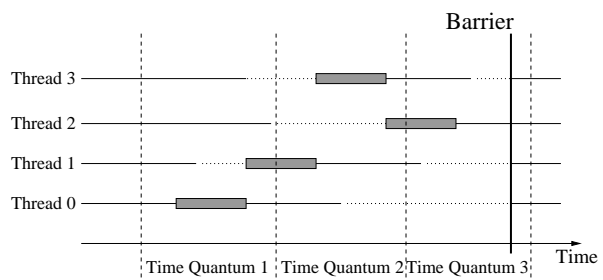 Barrier
Thread 3
Thread 2
Thread 1
Thread 0
Time
Time Quantum 1
Time Quantum 2
Time Quantum 3